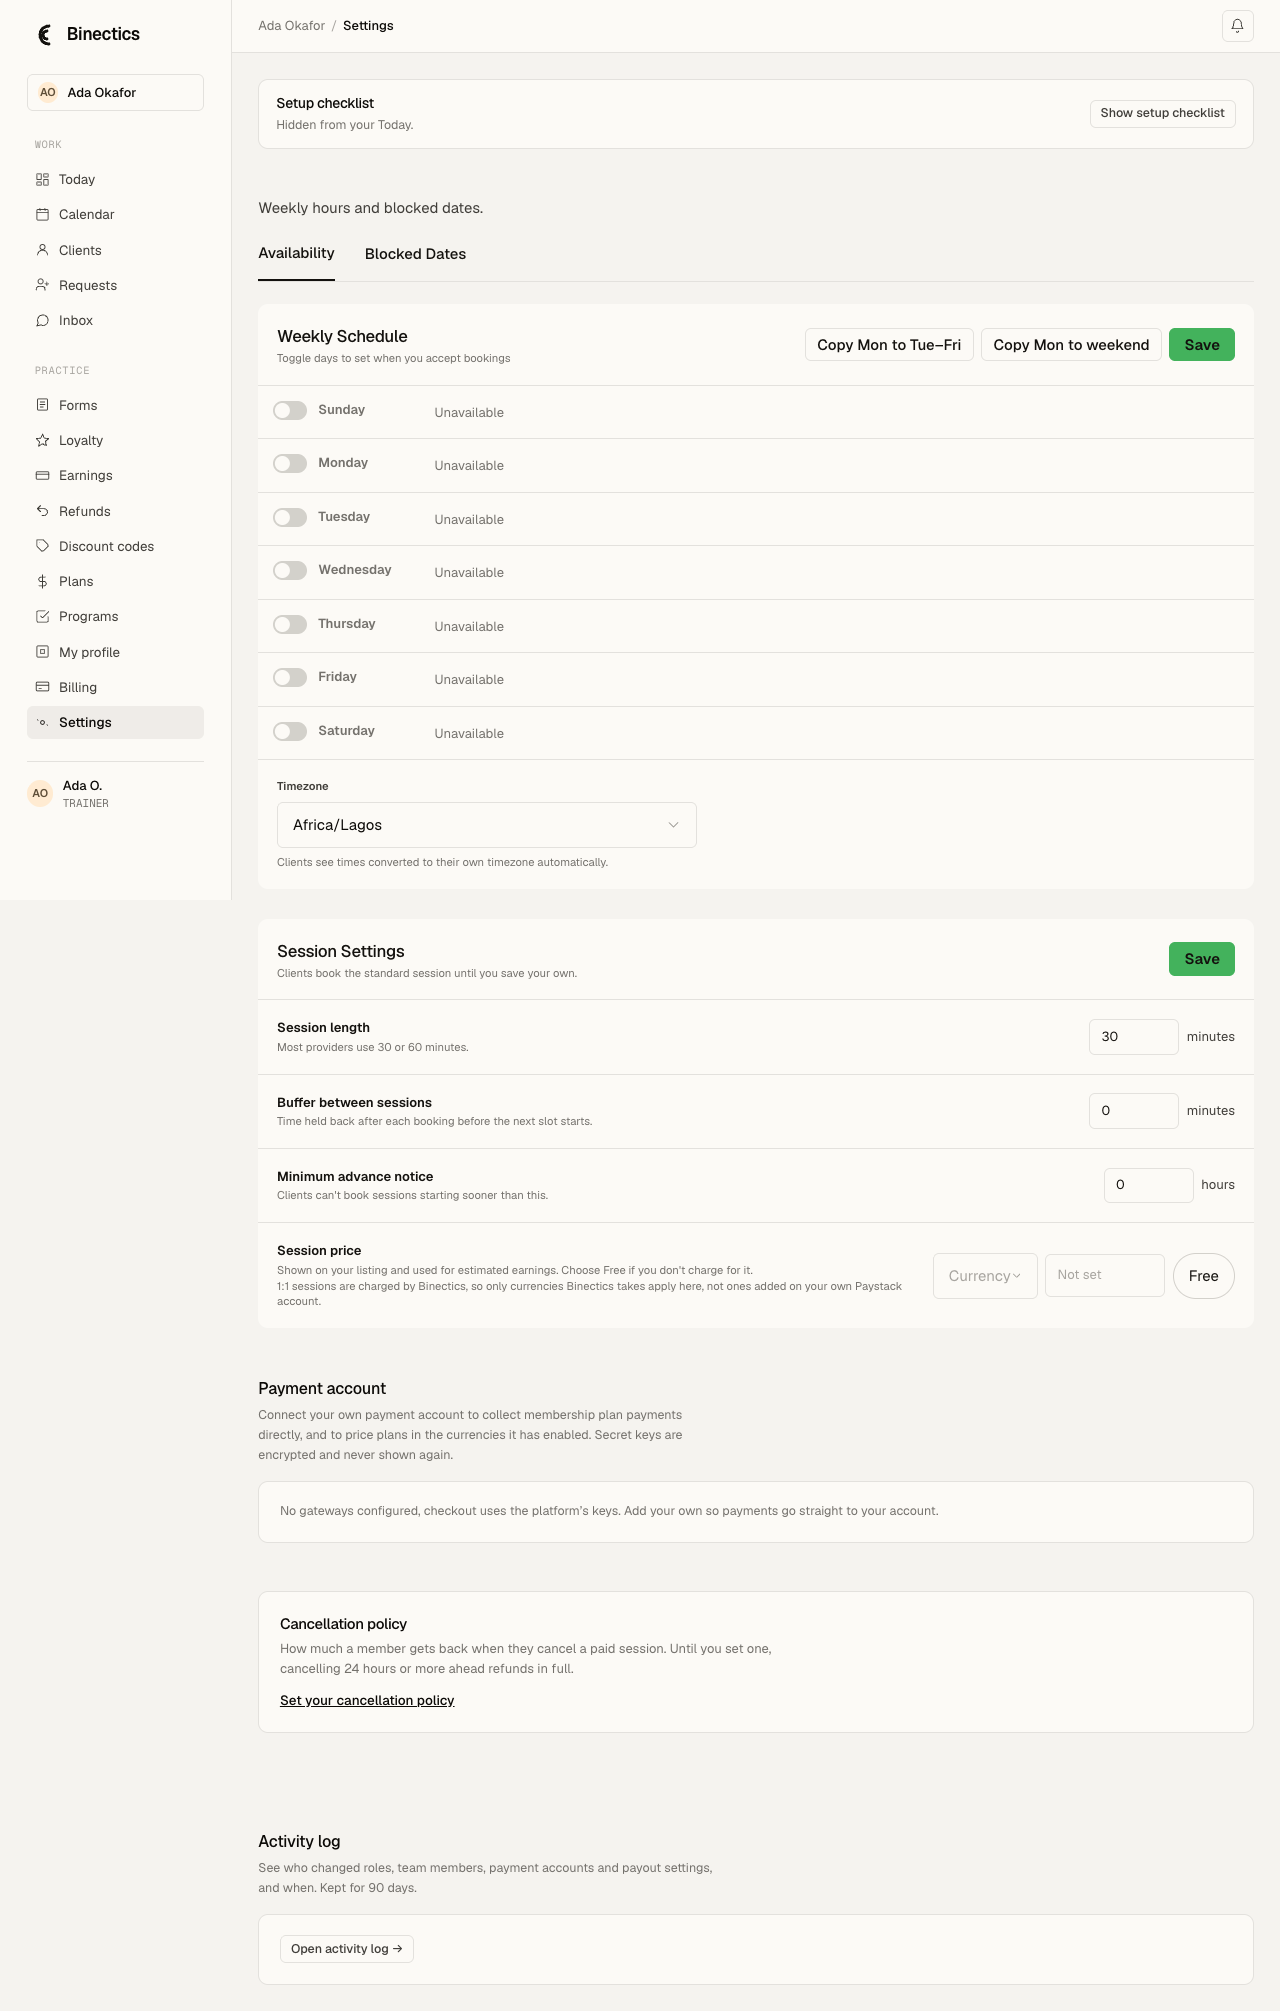 Binectics
AO Ada Okafor
WORK
Today
Calendar
Clients
Requests
Inbox
PRACTICE
Forms
Loyalty
Earnings
Refunds
Discount codes
Plans
Programs
My profile
Billing
Settings
AO Ada O.
TRAINER
Ada Okafor / Settings
Setup checklist
Hidden from your Today.
Show setup checklist
Weekly hours and blocked dates.
Availability Blocked Dates
Weekly Schedule
Toggle days to set when you accept bookings
Copy Mon to Tue–Fri Copy Mon to weekend Save
Sunday Unavailable
Monday Unavailable
Tuesday Unavailable
Wednesday Unavailable
Thursday Unavailable
Friday Unavailable
Saturday Unavailable
Timezone
Africa/Lagos
Clients see times converted to their own timezone automatically.
Session Settings
Clients book the standard session until you save your own.
Save
Session length
Most providers use 30 or 60 minutes.
30 minutes
Buffer between sessions
Time held back after each booking before the next slot starts.
0 minutes
Minimum advance notice
Clients can't book sessions starting sooner than this.
0 hours
Session price
Shown on your listing and used for estimated earnings. Choose Free if you don't charge for it.
1:1 sessions are charged by Binectics, so only currencies Binectics takes apply here, not ones added on your own Paystack
account.
Currency Not set Free
Payment account
Connect your own payment account to collect membership plan payments
directly, and to price plans in the currencies it has enabled. Secret keys are
encrypted and never shown again.
No gateways configured, checkout uses the platform's keys. Add your own so payments go straight to your account.
Cancellation policy
How much a member gets back when they cancel a paid session. Until you set one,
cancelling 24 hours or more ahead refunds in full.
Set your cancellation policy
Activity log
See who changed roles, team members, payment accounts and payout settings,
and when. Kept for 90 days.
Open activity log →